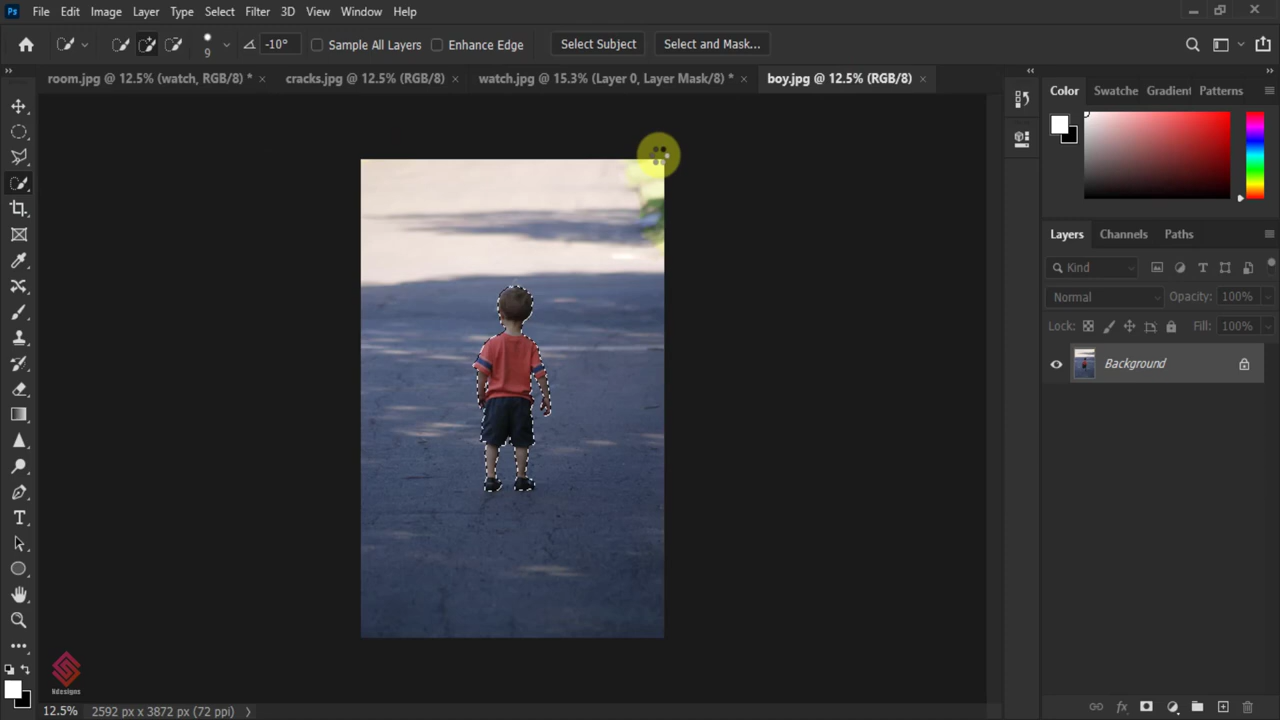 Ps File Edit Image Layer Type Select Filter 3D View Window Help
9 -10° Sample All Layers Enhance Edge Select Subject Select and Mask...
room.jpg @ 12.5% (watch, RGB/8) * × cracks.jpg @ 12.5% (RGB/8) × watch.jpg @ 15.3% (Layer 0, Layer Mask/8) * × boy.jpg @ 12.5% (RGB/8) ×
Color Swatche Gradient Patterns
Layers Channels Paths
Kind
Normal Opacity: 100%
Lock: Fill: 100%
Background
Ndesigns
12.5% 2592 px x 3872 px (72 ppi)